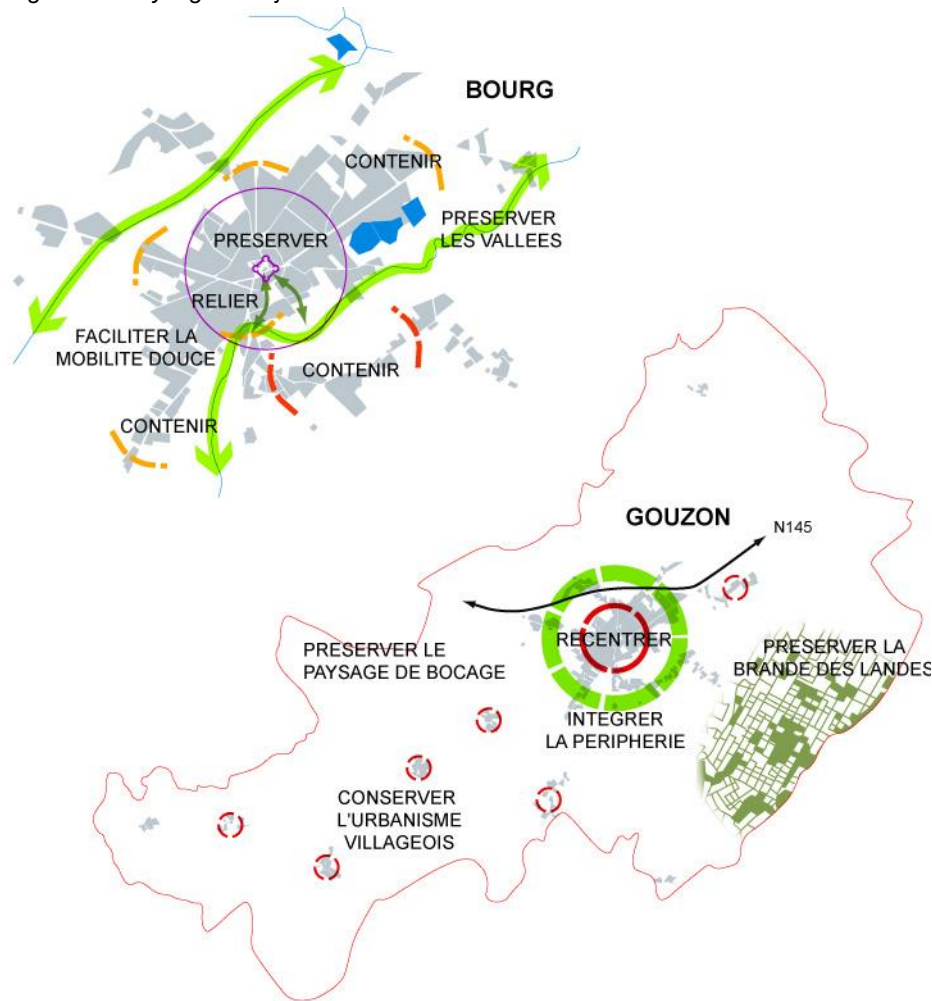 BOURG
CONTENIR
PRESERVER
LES VALLEES
PRESERVER
RELIER
FACILITER LA
MOBILITE DOUCE
CONTENIR
CONTENIR
GOUZON
N145
RECENTRER
PRESERVER LE
PAYSAGE DE BOCAGE
PRESERVER LA
BRANDE DES LANDES
INTEGRER
LA PERIPHERIE
CONSERVER
L'URBANISME
VILLAGEOIS